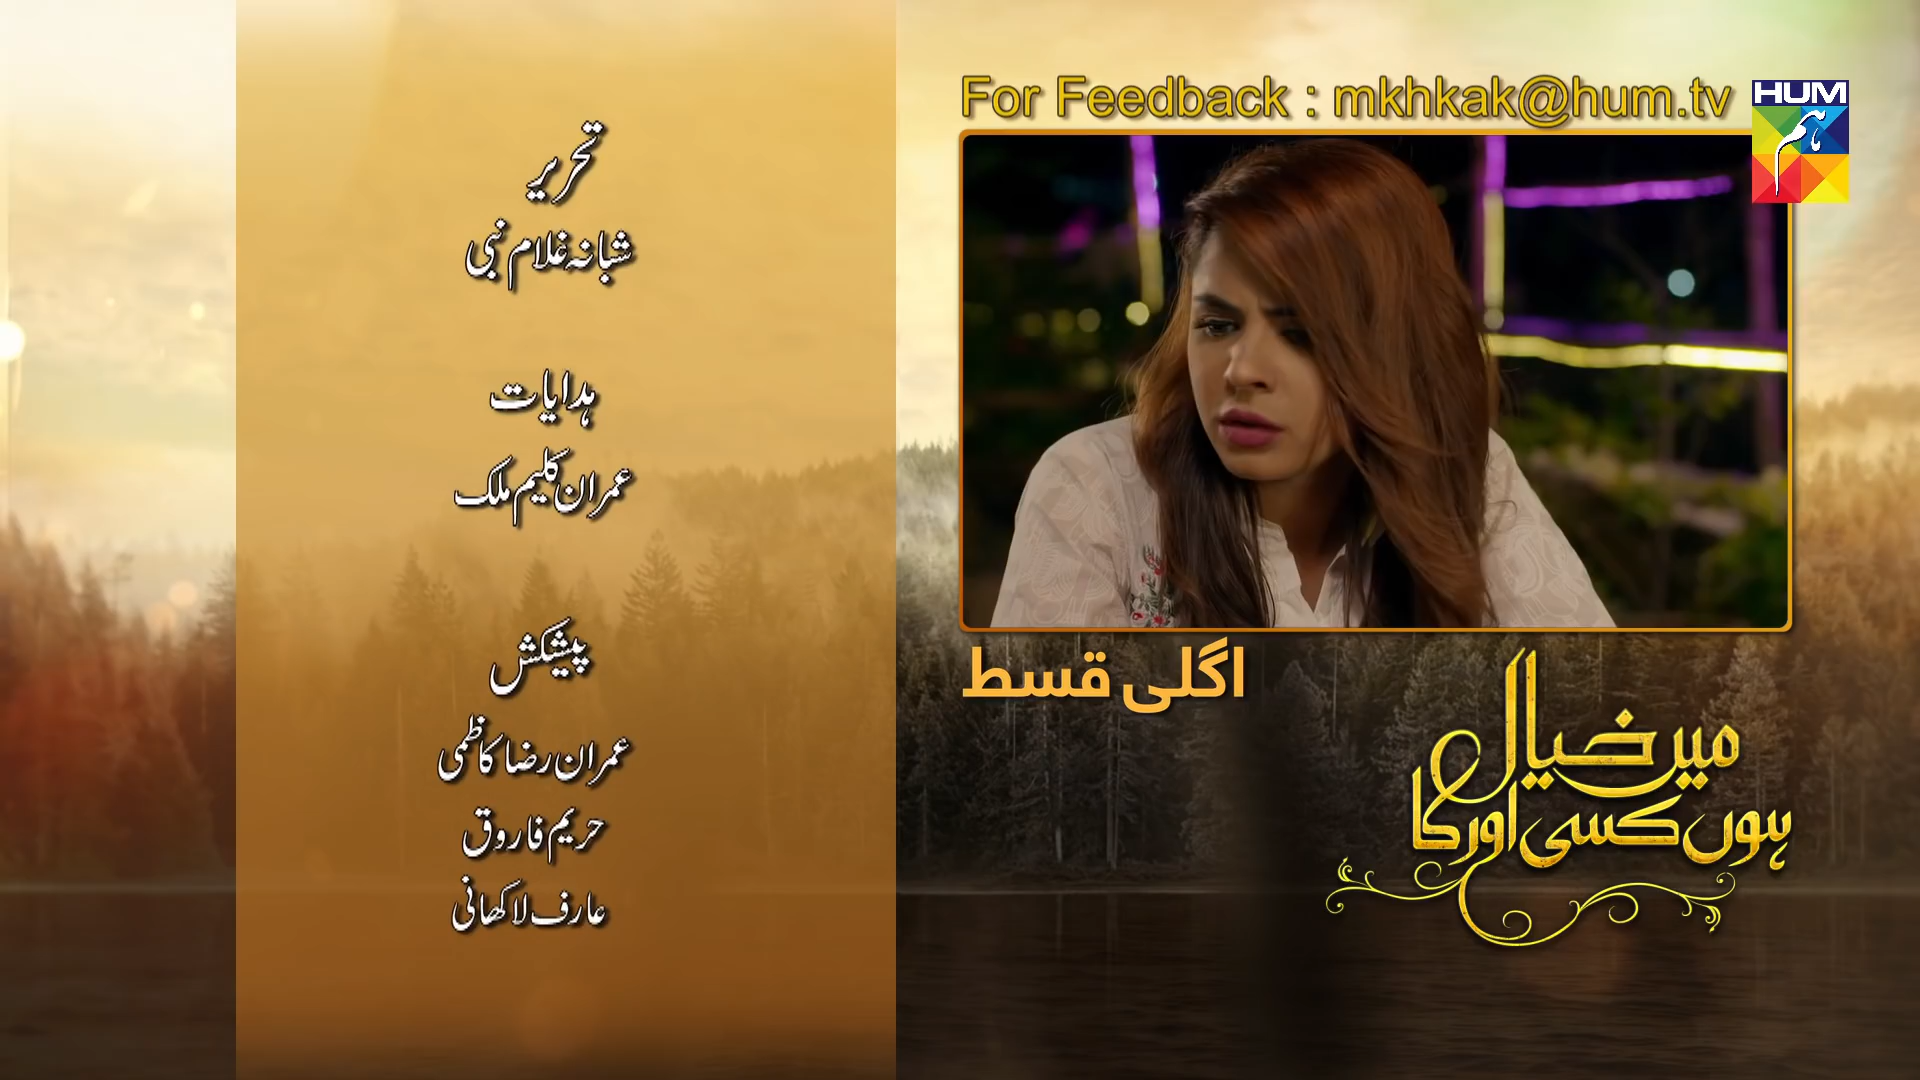 تحریر
شبانہ غلام نبی
ہدایات
عمران کلیم ملک
پیشکش
عمران رضا کاظمی
حریم فاروق
عارف لاکھانی
For Feedback : mkhkak@hum.tv
HUM
ہم
اگلی قسط
میں خیال
ہوں کسی اور کا